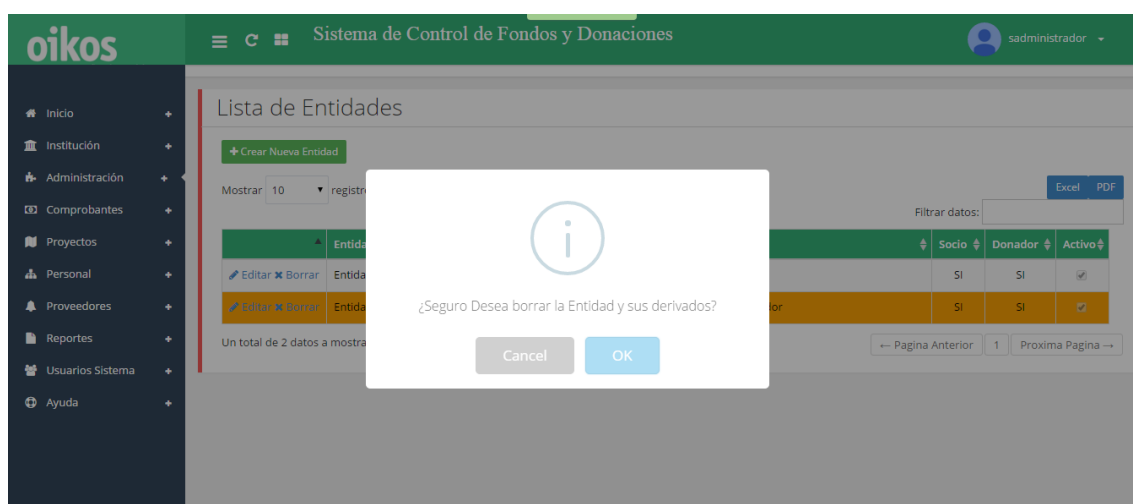 oikos
Sistema de Control de Fondos y Donaciones
sadministrador
Inicio
Institución
Administración
Comprobantes
Proyectos
Personal
Proveedores
Reportes
Usuarios Sistema
Ayuda
Lista de Entidades
Crear Nueva Entidad
Mostrar 10
Excel PDF
Filtrar datos:
Socio Donador Activo
Editar Borrar SI SI
Editar Borrar SI SI
Un total de 2 datos a
← Pagina Anterior 1 Proxima Pagina →
¿Seguro Desea borrar la Entidad y sus derivados?
Cancel OK